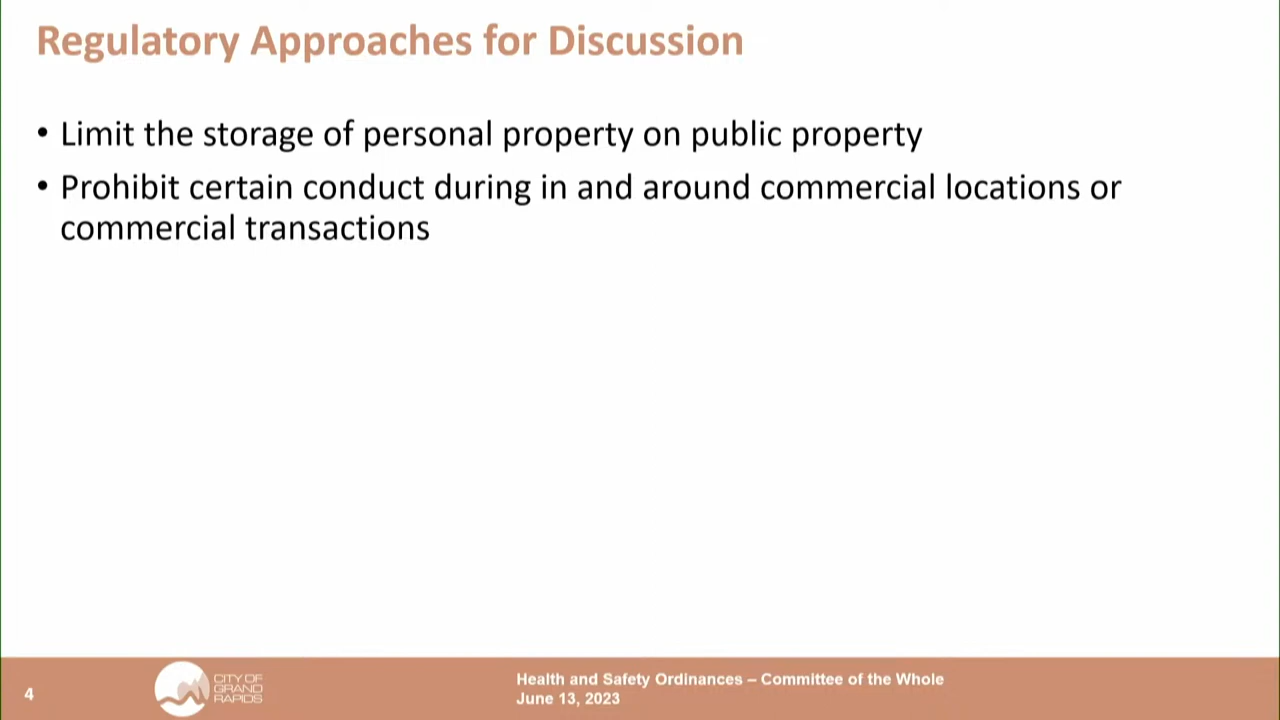 Regulatory Approaches for Discussion
• Limit the storage of personal property on public property
• Prohibit certain conduct during in and around commercial locations or
commercial transactions
4
CITY OF
GRAND
RAPIDS
Health and Safety Ordinances – Committee of the Whole
June 13, 2023